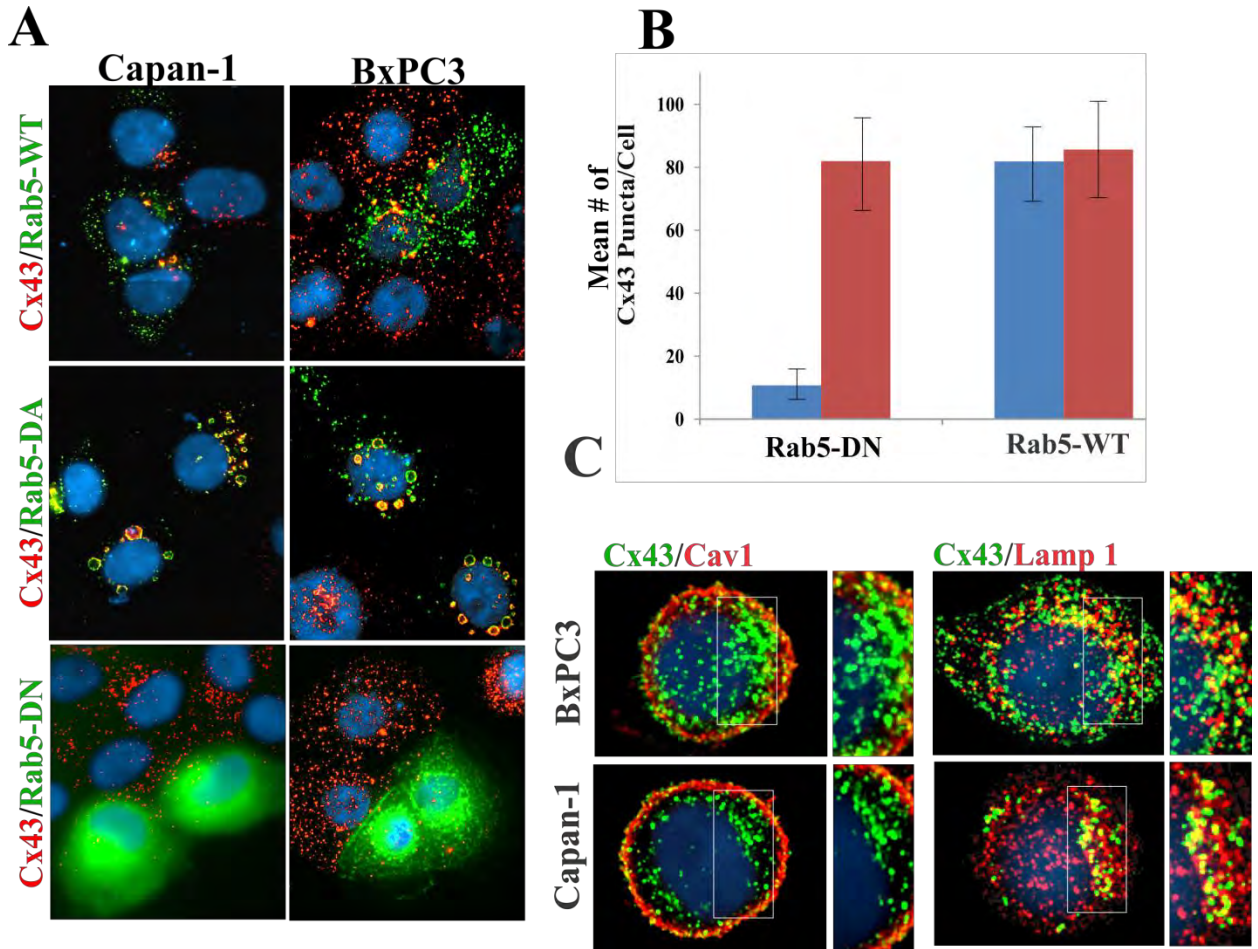 A
Capan-1 BxPC3
Cx43/Rab5-WT
Cx43/Rab5-DA
Cx43/Rab5-DN
B
Mean # of
Cx43 Puncta/Cell
100
80
60
40
20
0
Rab5-DN Rab5-WT
C
Cx43/Cav1 Cx43/Lamp 1
BxPC3
Capan-1